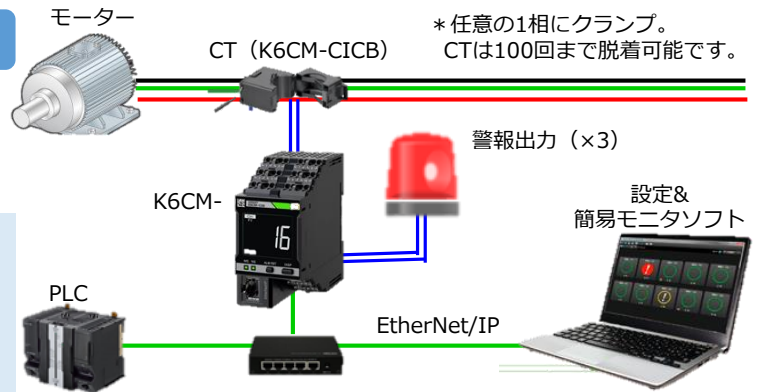 モーター
CT（K6CM-CICB）
＊任意の1相にクランプ。
CTは100回まで脱着可能です。
警報出力（×3）
K6CM-
16
設定&
簡易モニタソフト
PLC
EtherNet/IP